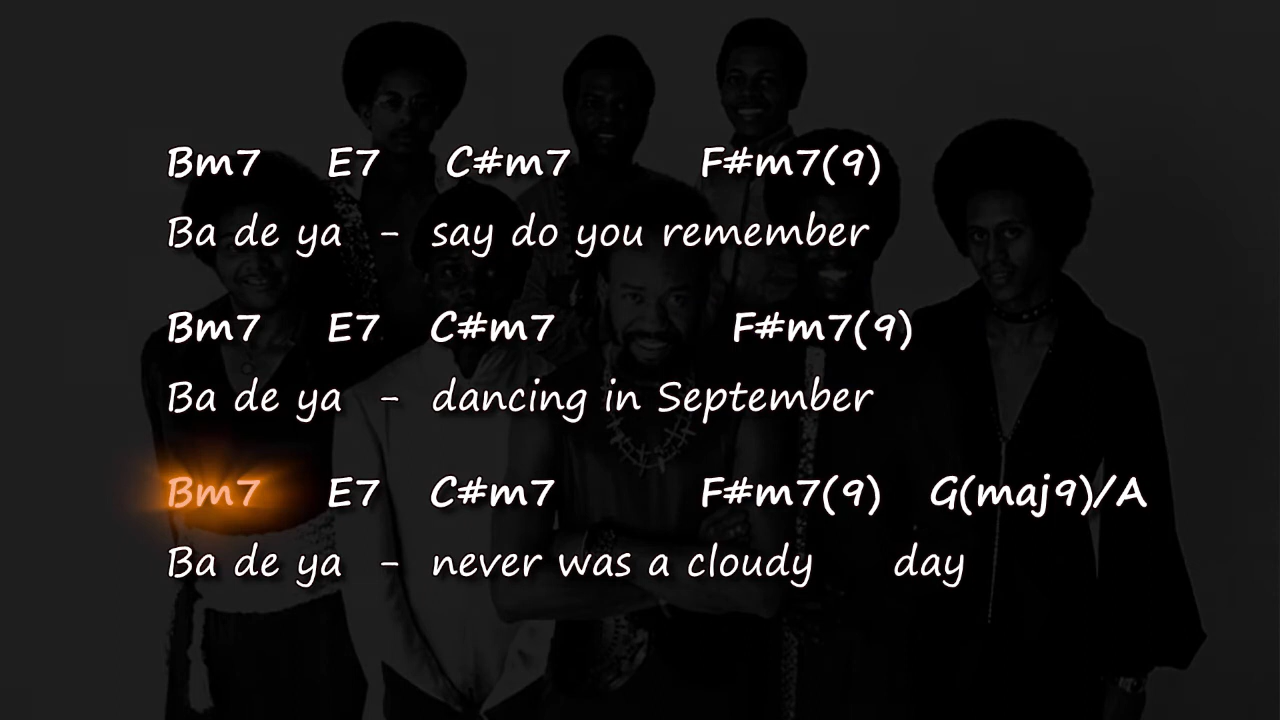 Bm7 E7 C#m7 F#m7(9)
Ba de ya - say do you remember
Bm7 E7 C#m7 F#m7(9)
Ba de ya - dancing in September
Bm7 E7 C#m7 F#m7(9) G(maj9)/A
Ba de ya - never was a cloudy day